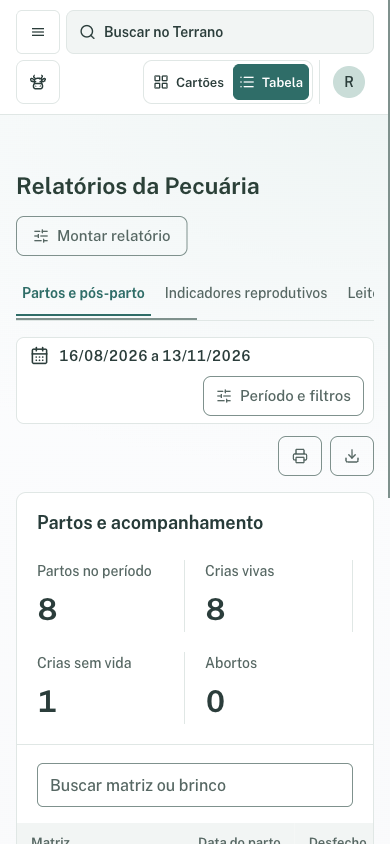 Buscar no Terrano
Cartões
Tabela
R
Relatórios da Pecuária
Montar relatório
Partos e pós-parto
Indicadores reprodutivos
16/08/2026 a 13/11/2026
Período e filtros
Partos e acompanhamento
Partos no período
Crias vivas
8
8
Crias sem vida
Abortos
1
0
Buscar matriz ou brinco
Matriz
Data do parto
Desfecho